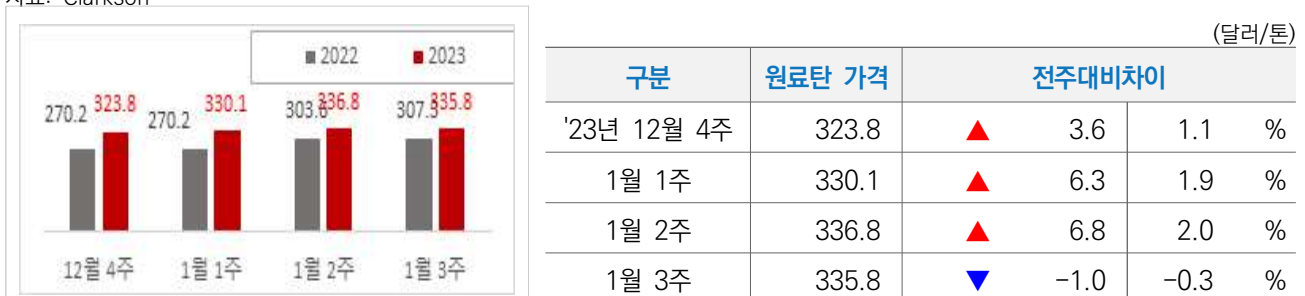 자료: Clarkson
■ 2022 ■ 2023
270.2 323.8 270.2 330.1 336.8 335.8
12월 4주 1월 1주 1월 2주 1월 3주
(달러/톤)
구분 원료탄 가격 전주대비차이
'23년 12월 4주 323.8 ▲ 3.6 1.1 %
1월 1주 330.1 ▲ 6.3 1.9 %
1월 2주 336.8 ▲ 6.8 2.0 %
1월 3주 335.8 ▼ -1.0 -0.3 %